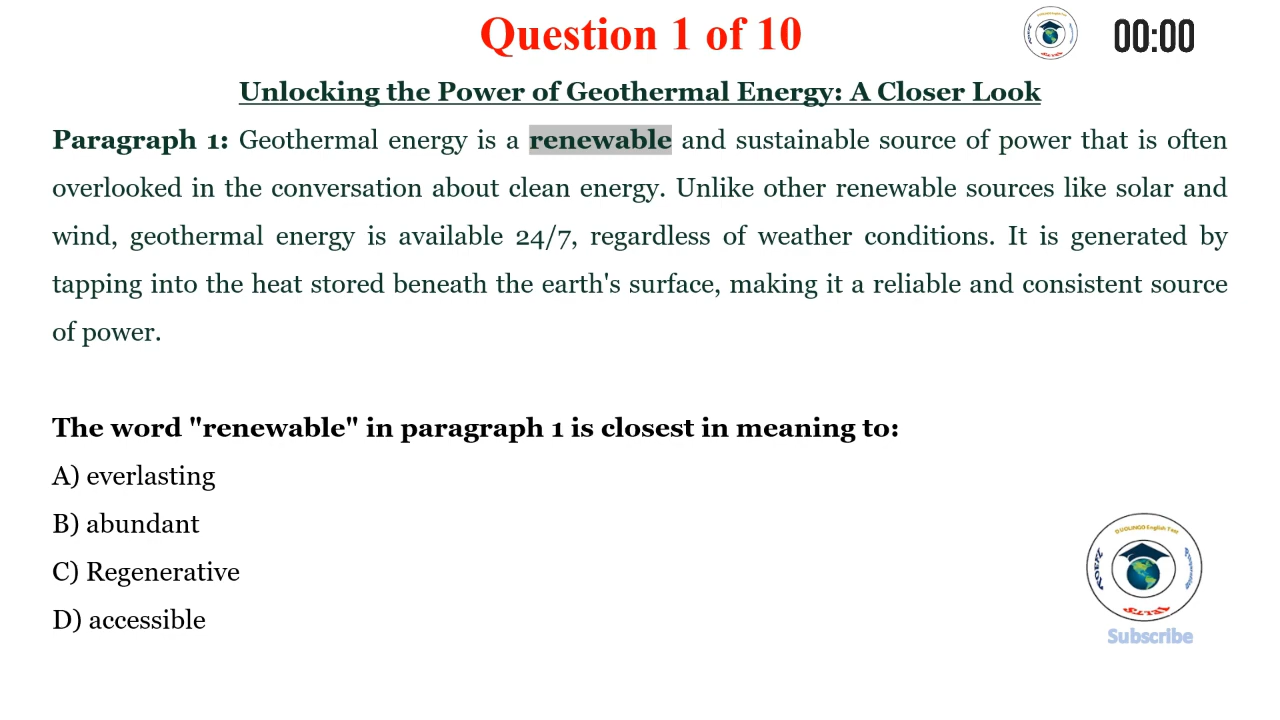 Question 1 of 10
00:00
Unlocking the Power of Geothermal Energy: A Closer Look
Paragraph 1: Geothermal energy is a renewable and sustainable source of power that is often
overlooked in the conversation about clean energy. Unlike other renewable sources like solar and
wind, geothermal energy is available 24/7, regardless of weather conditions. It is generated by
tapping into the heat stored beneath the earth's surface, making it a reliable and consistent source
of power.
The word "renewable" in paragraph 1 is closest in meaning to:
A) everlasting
B) abundant
C) Regenerative
D) accessible
DUOLINGO English Test
IELTS
Subscribe